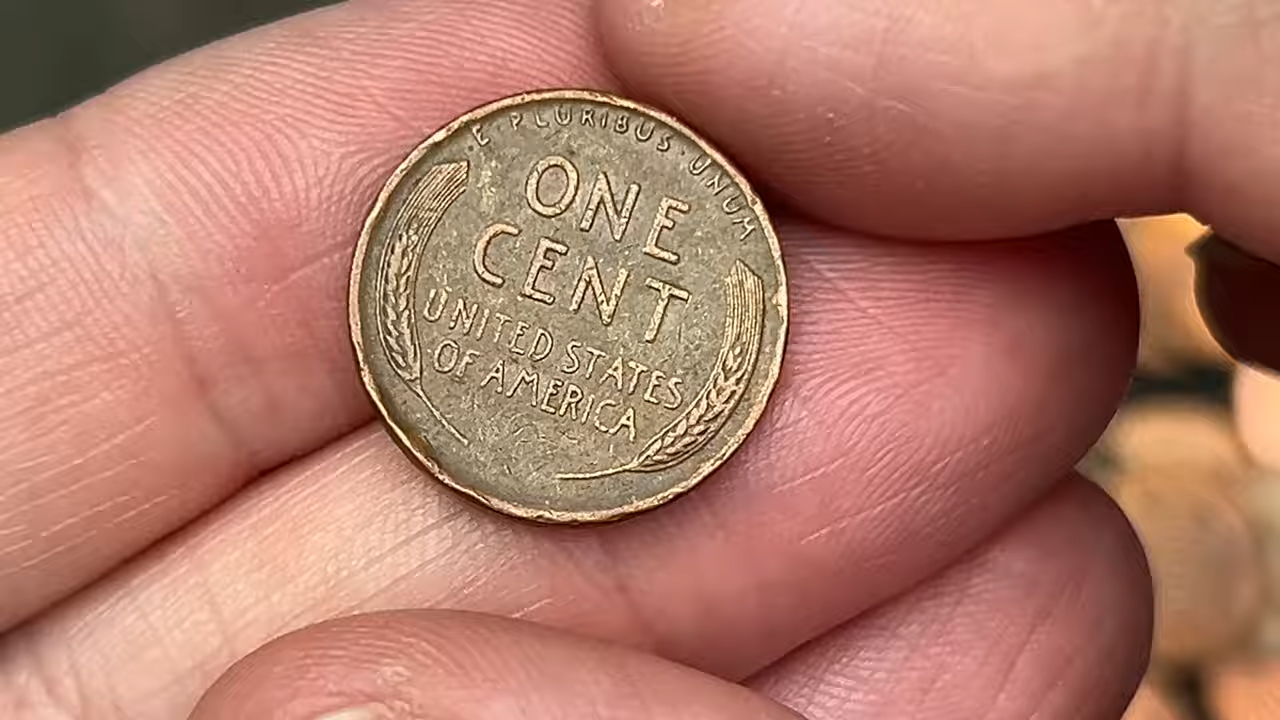 E · PLURIBUS · UNUM
ONE
CENT
UNITED STATES
OF AMERICA